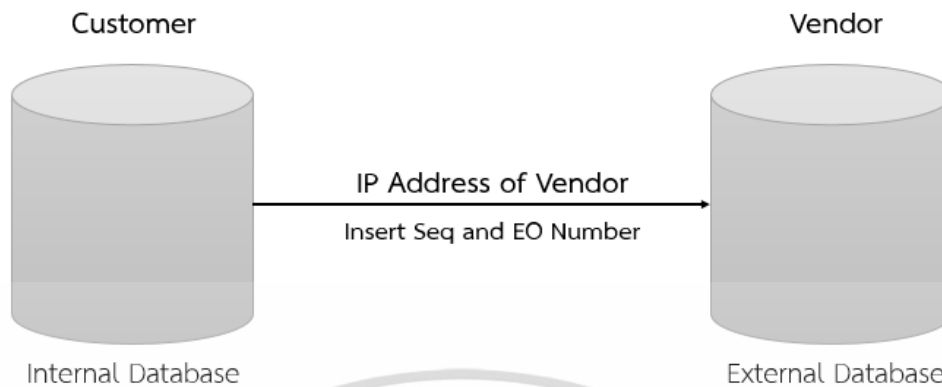 Customer
Vendor
IP Address of Vendor
Insert Seq and EO Number
Internal Database
External Database